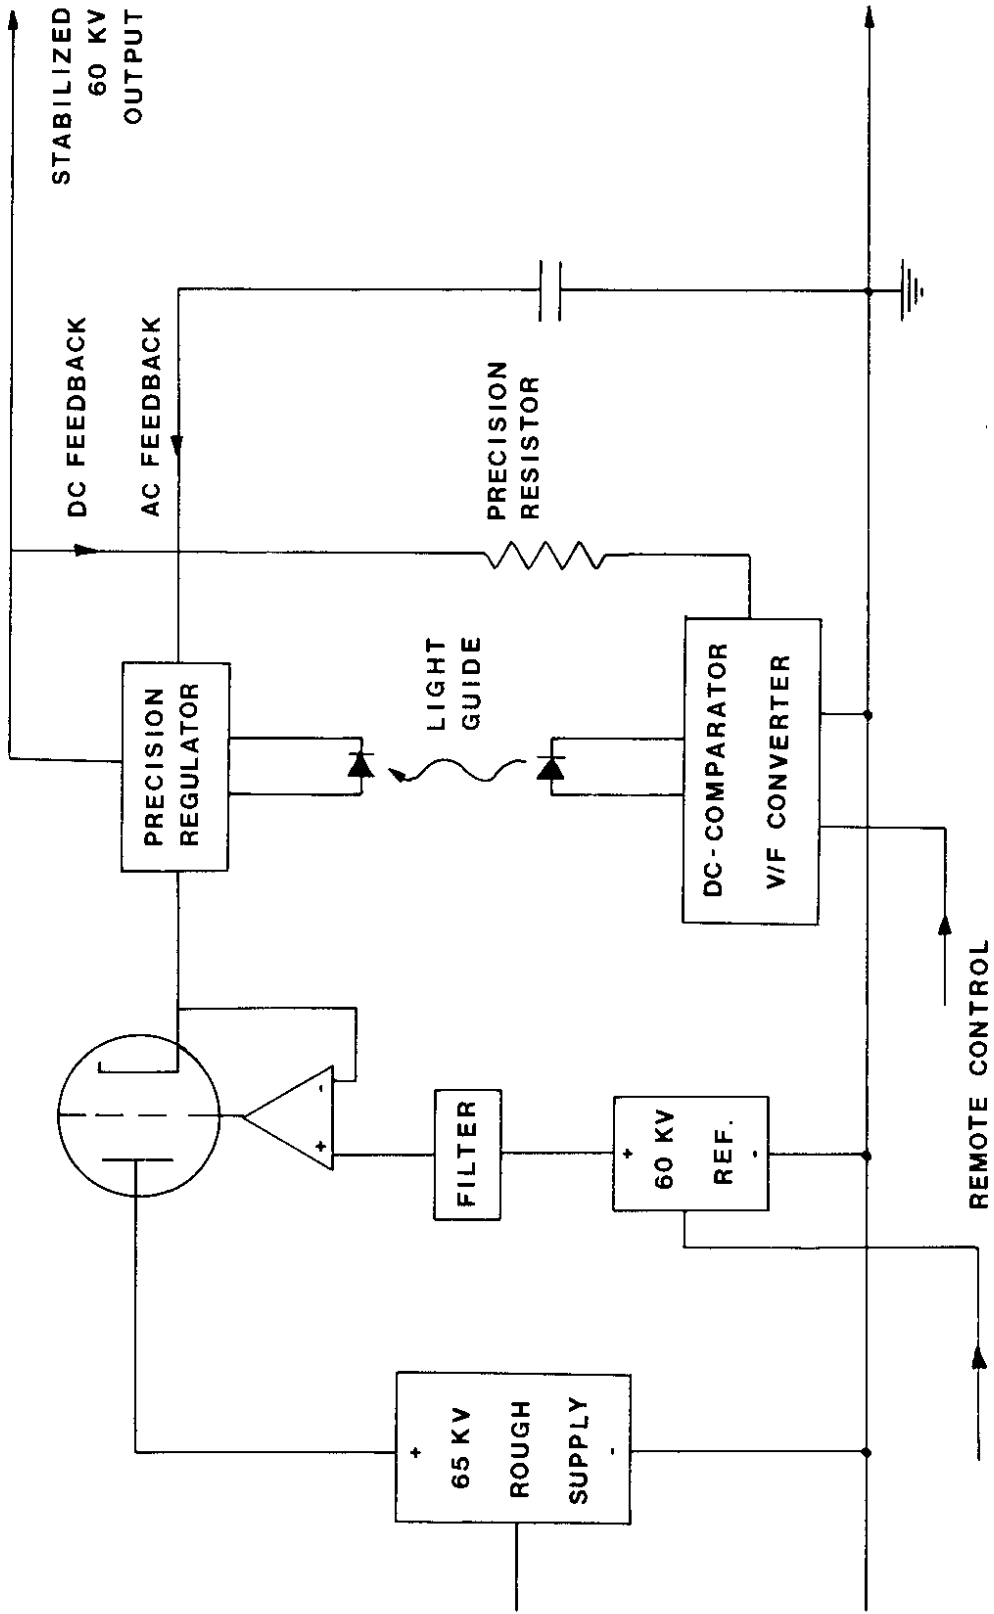 STABILIZED
60 KV
OUTPUT
DC FEEDBACK
AC FEEDBACK
PRECISION
RESISTOR
PRECISION
REGULATOR
LIGHT
GUIDE
DC-COMPARATOR
V/F CONVERTER
+
-
FILTER
+
60 KV
REF.
-
REMOTE CONTROL
+
65 KV
ROUGH
SUPPLY
-